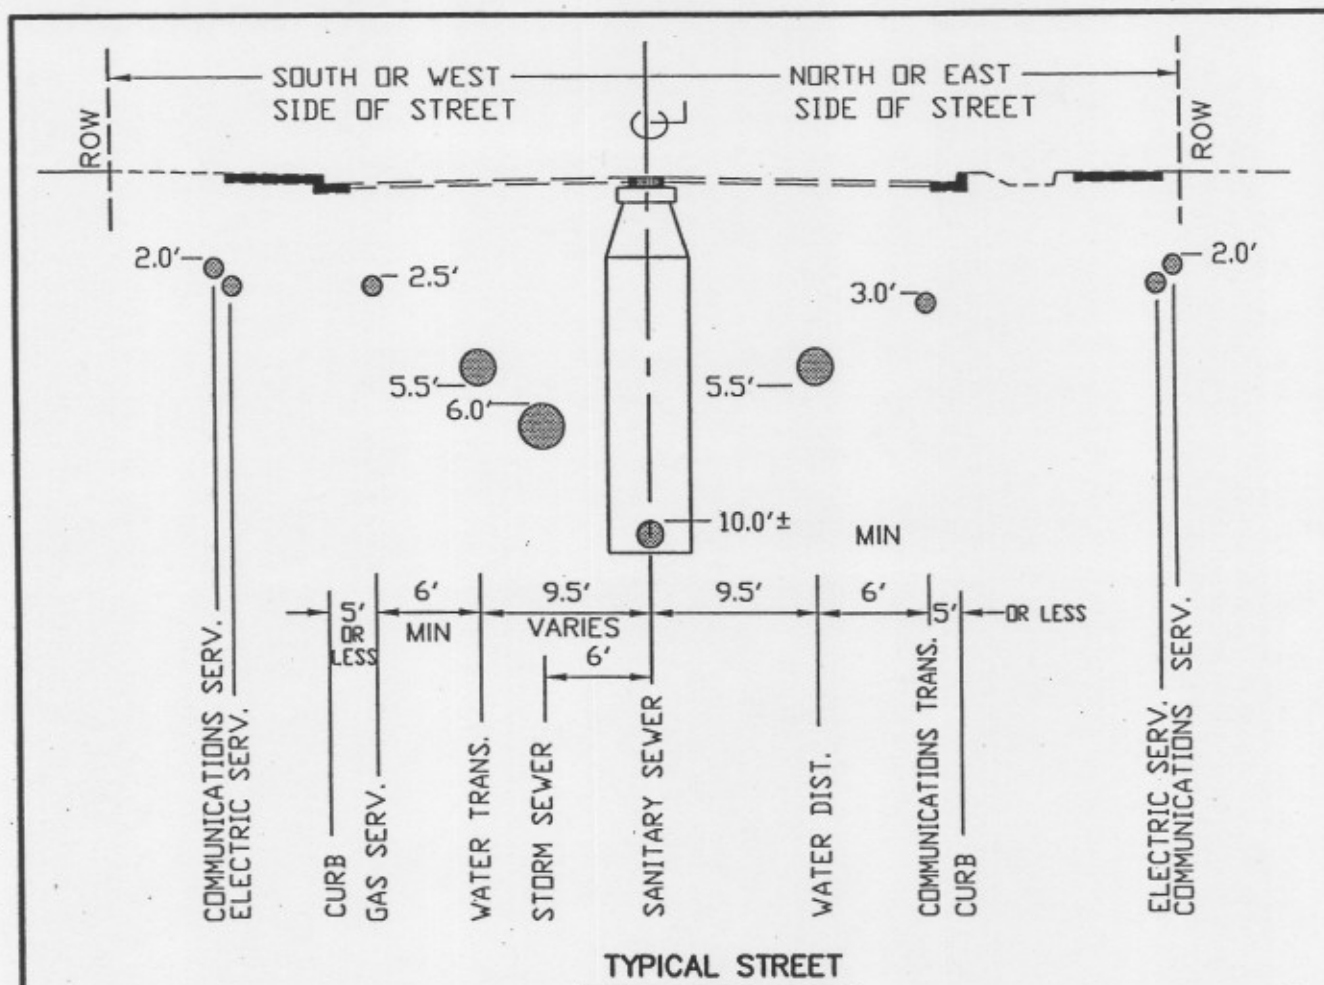 SOUTH OR WEST
SIDE OF STREET
NORTH OR EAST
SIDE OF STREET
ROW
ROW
CL
2.0'
2.5'
3.0'
2.0'
5.5'
6.0'
5.5'
10.0'±
MIN
5'
OR
LESS
6'
MIN
9.5'
VARIES
6'
9.5'
6'
5'
OR LESS
COMMUNICATIONS SERV.
ELECTRIC SERV.
CURB
GAS SERV.
WATER TRANS.
STORM SEWER
SANITARY SEWER
WATER DIST.
COMMUNICATIONS TRANS.
CURB
ELECTRIC SERV.
COMMUNICATIONS SERV.
TYPICAL STREET